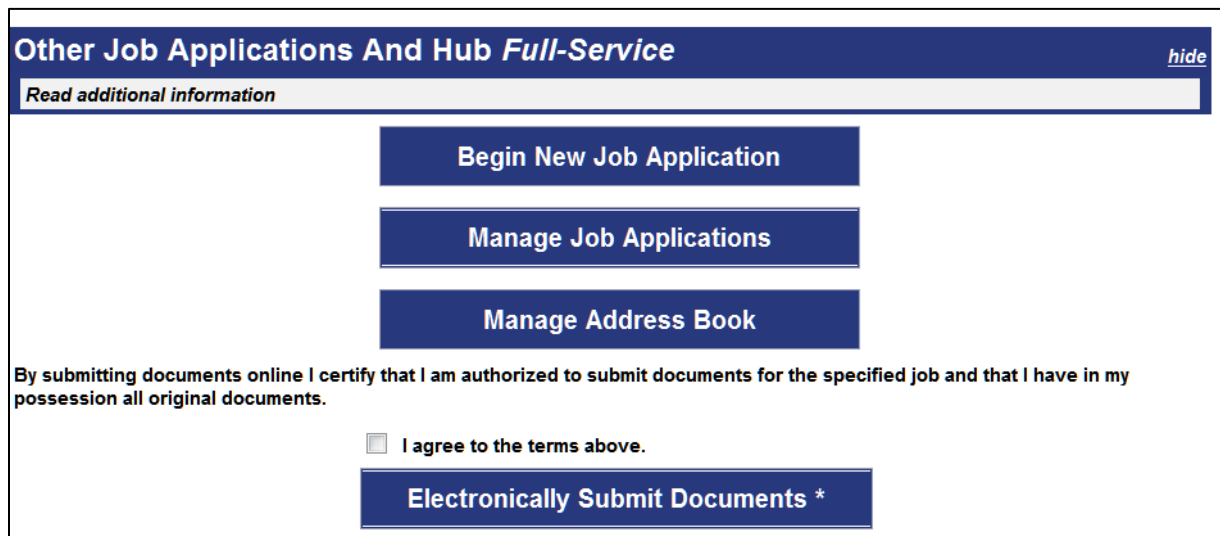 Other Job Applications And Hub Full-Service
hide
Read additional information
Begin New Job Application
Manage Job Applications
Manage Address Book
By submitting documents online I certify that I am authorized to submit documents for the specified job and that I have in my
possession all original documents.
I agree to the terms above.
Electronically Submit Documents *